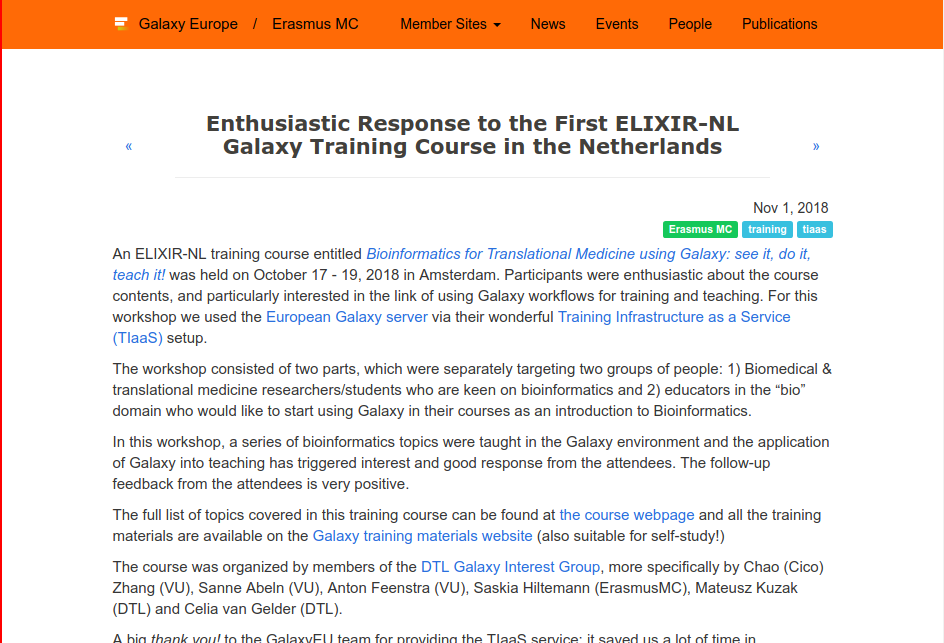 Galaxy Europe / Erasmus MC Member Sites News Events People Publications
Enthusiastic Response to the First ELIXIR-NL
« Galaxy Training Course in the Netherlands »
Nov 1, 2018
Erasmus MC training tiaas
An ELIXIR-NL training course entitled Bioinformatics for Translational Medicine using Galaxy: see it, do it,
teach it! was held on October 17 - 19, 2018 in Amsterdam. Participants were enthusiastic about the course
contents, and particularly interested in the link of using Galaxy workflows for training and teaching. For this
workshop we used the European Galaxy server via their wonderful Training Infrastructure as a Service
(TIaaS) setup.
The workshop consisted of two parts, which were separately targeting two groups of people: 1) Biomedical &
translational medicine researchers/students who are keen on bioinformatics and 2) educators in the “bio”
domain who would like to start using Galaxy in their courses as an introduction to Bioinformatics.
In this workshop, a series of bioinformatics topics were taught in the Galaxy environment and the application
of Galaxy into teaching has triggered interest and good response from the attendees. The follow-up
feedback from the attendees is very positive.
The full list of topics covered in this training course can be found at the course webpage and all the training
materials are available on the Galaxy training materials website (also suitable for self-study!)
The course was organized by members of the DTL Galaxy Interest Group, more specifically by Chao (Cico)
Zhang (VU), Sanne Abeln (VU), Anton Feenstra (VU), Saskia Hiltemann (ErasmusMC), Mateusz Kuzak
(DTL) and Celia van Gelder (DTL).
A big thank you! to the GalaxyEU team for providing the TIaaS service; it saved us a lot of time in